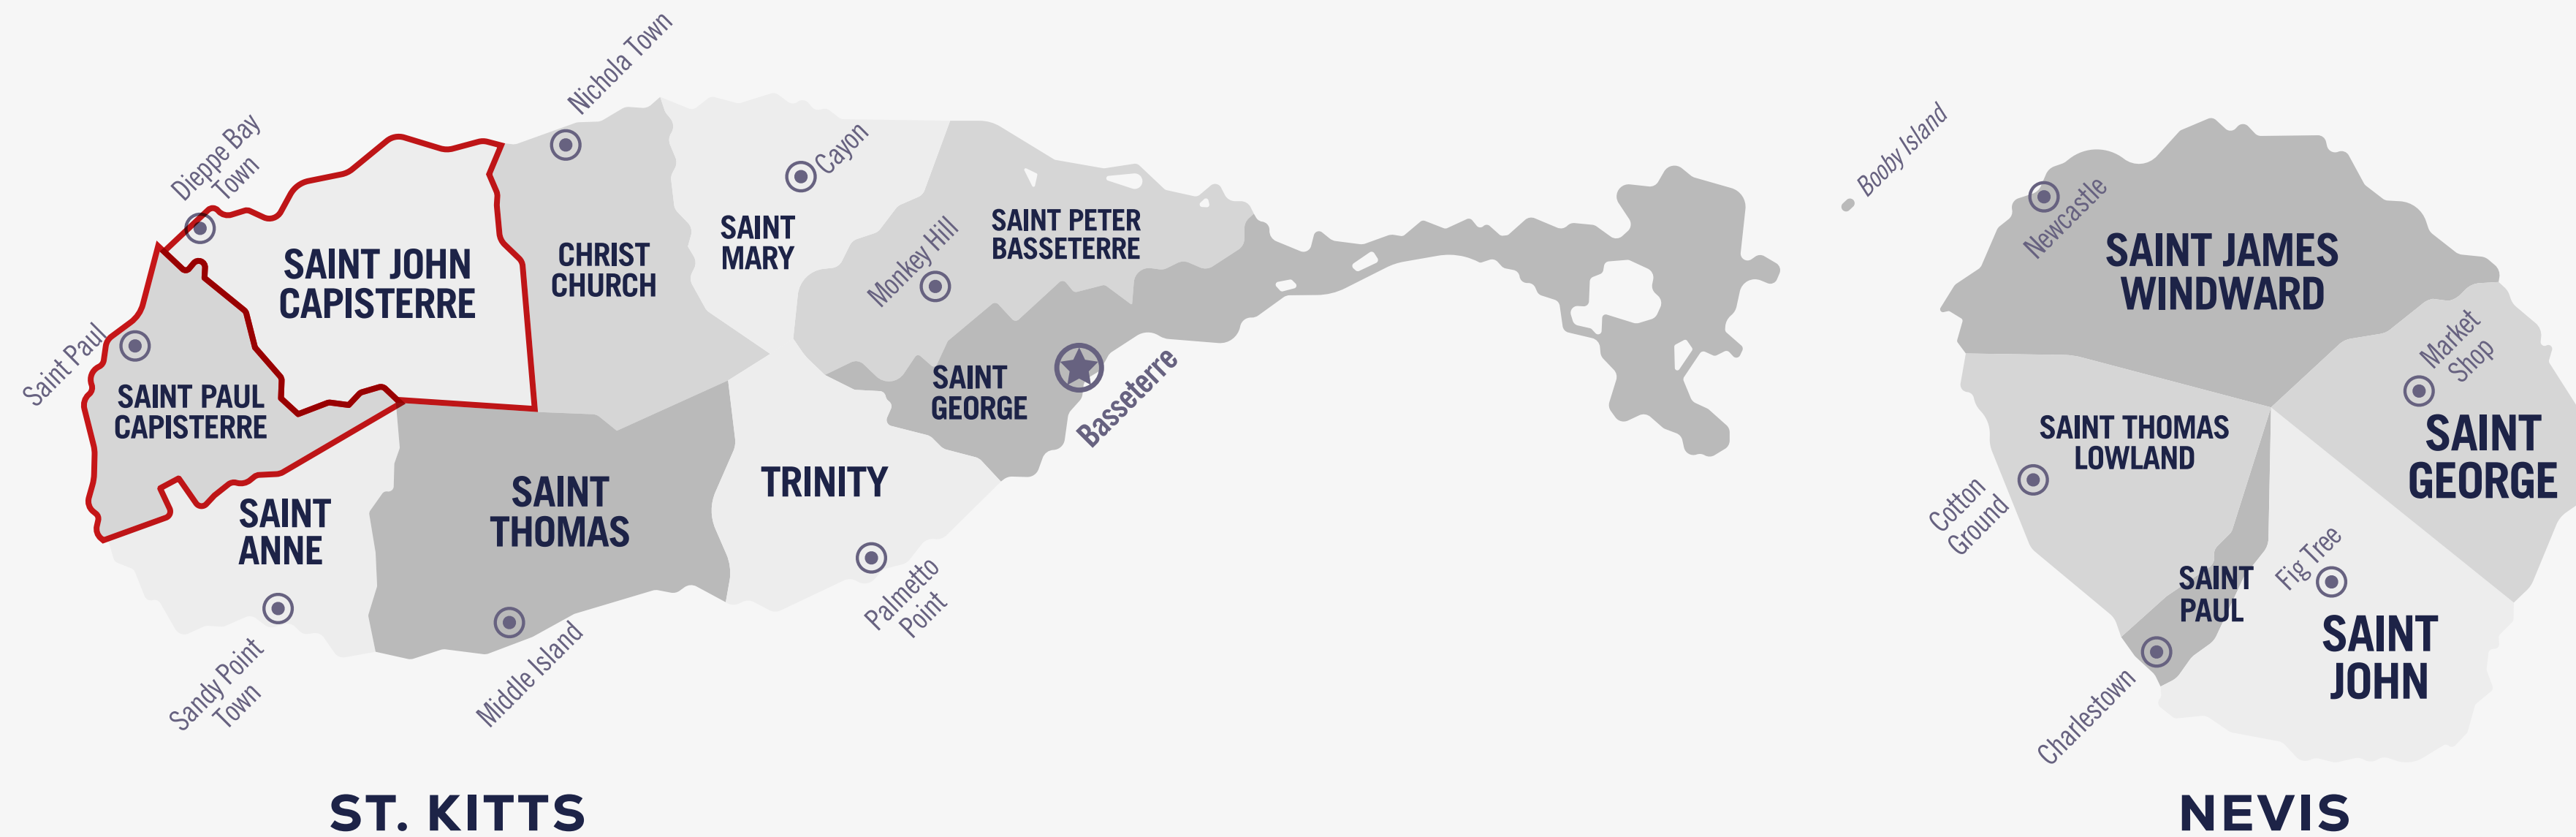 Nichola Town
Dieppe Bay
Town
Cayon
Booby Island
Newcastle
SAINT JOHN
CAPISTERRE
CHRIST
CHURCH
SAINT
MARY
Monkey Hill
SAINT PETER
BASSETERRE
SAINT JAMES
WINDWARD
Saint Paul
SAINT PAUL
CAPISTERRE
SAINT
GEORGE
Basseterre
Market
Shop
SAINT THOMAS
LOWLAND
SAINT
GEORGE
SAINT
ANNE
SAINT
THOMAS
TRINITY
Cotton
Ground
Palmetto
Point
SAINT
PAUL
Fig Tree
SAINT
JOHN
Sandy Point
Town
Middle Island
Charlestown
ST. KITTS
NEVIS